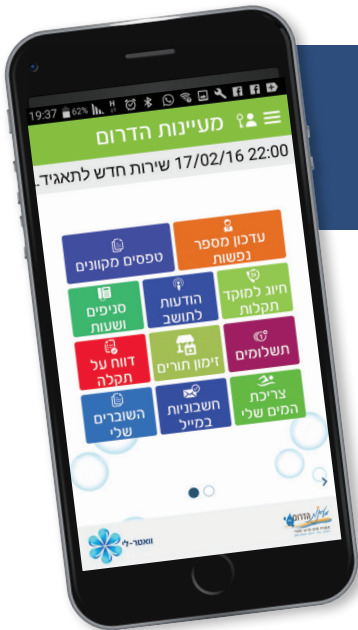 19:37 62%
מעיינות הדרום
17/02/16 22:00 שירות חדש לתאגיד..
עדכון מספר
נפשות
טפסים מקוונים
חיוג למוקד
תקלות
הודעות
לתושב
סניפים
ושעות
תשלומים
זימון תורים
דווח על
תקלה
צריכת
המים שלי
חשבוניות
במייל
השוברים
שלי
וואטר-לי